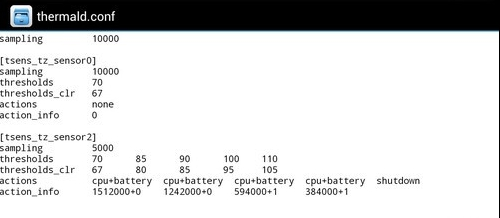 thermald.conf
sampling 10000
[tsens_tz_sensor0]
sampling 10000
thresholds 70
thresholds_clr 67
actions none
action_info 0
[tsens_tz_sensor2]
sampling 5000
thresholds 70 85 90 100 110
thresholds_clr 67 80 85 95 105
actions cpu+battery cpu+battery cpu+battery cpu+battery shutdown
action_info 1512000+0 1242000+0 594000+1 384000+1